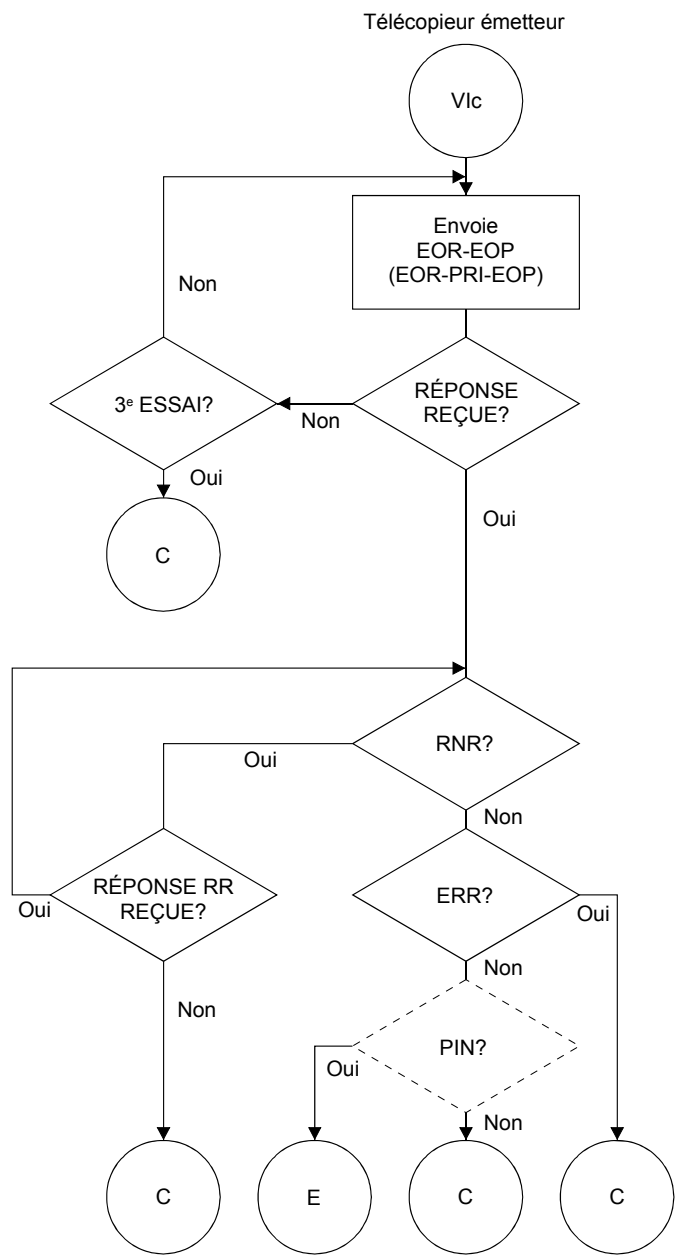 Télécopieur émetteur
VIc
Envoie
EOR-EOP
(EOR-PRI-EOP)
Non
3e ESSAI?
Non
RÉPONSE
REÇUE?
Oui
C
Oui
RNR?
Oui
Non
RÉPONSE RR
REÇUE?
Oui
ERR?
Oui
Non
Non
PIN?
Oui
Non
C
E
C
C